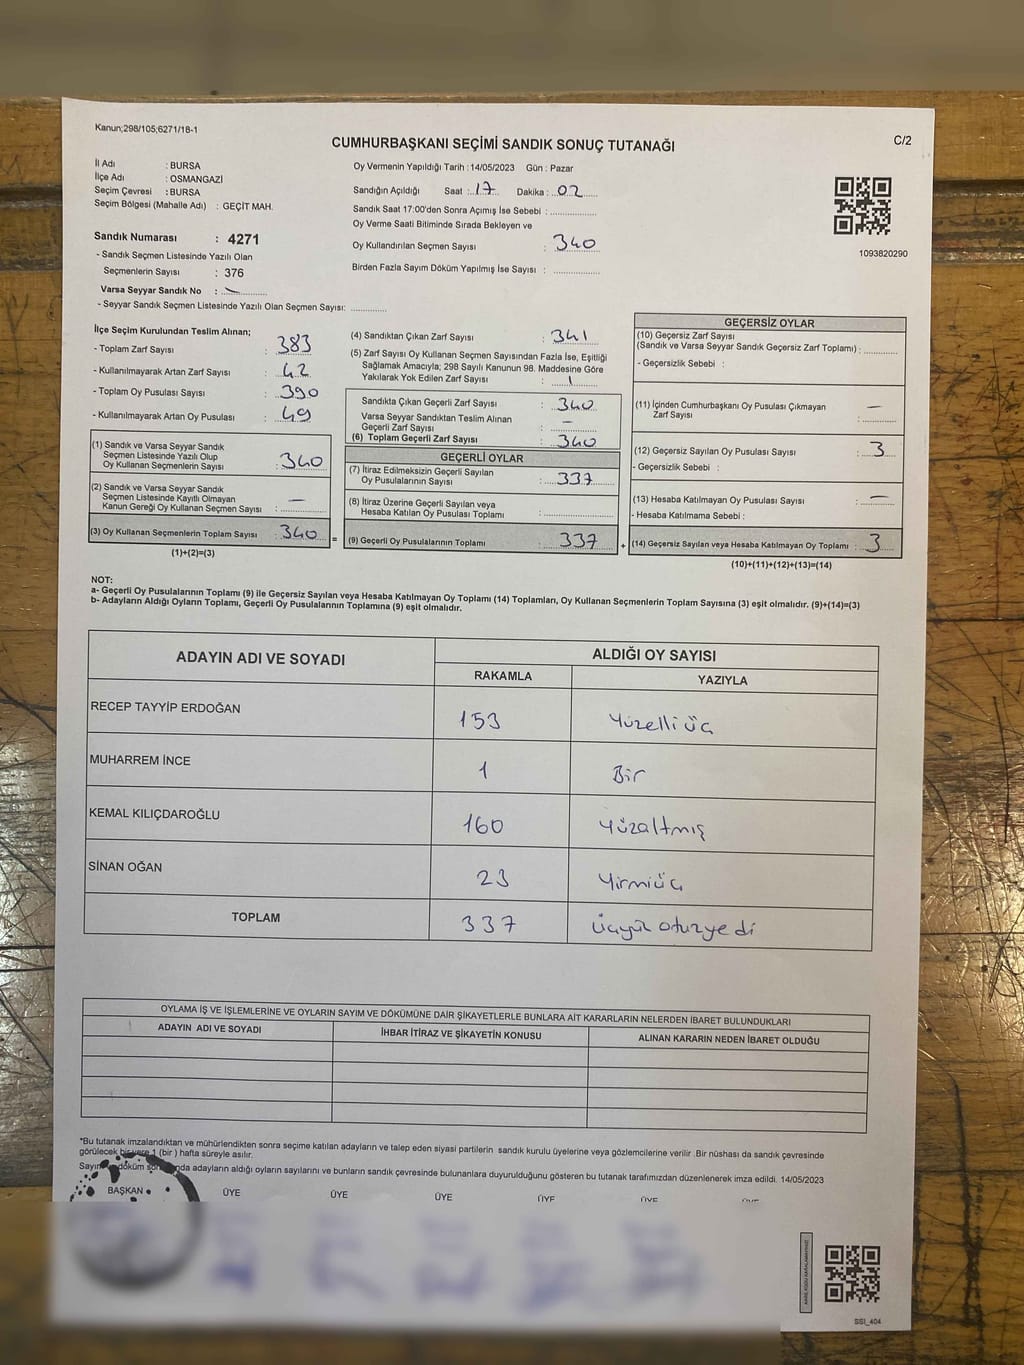 Kanun;298/105;6271/18-1
C/2
CUMHURBAŞKANI SEÇİMİ SANDIK SONUÇ TUTANAĞI
İl Adı : BURSA
İlçe Adı : OSMANGAZİ
Seçim Çevresi : BURSA
Seçim Bölgesi (Mahalle Adı) : GEÇİT MAH.
Oy Vermenin Yapıldığı Tarih : 14/05/2023 Gün : Pazar
Sandığın Açıldığı Saat : 17 Dakika : 02
Sandık Saat 17:00'den Sonra Açımış İse Sebebi :
Oy Verme Saati Bitiminde Sırada Bekleyen ve
Oy Kullandırılan Seçmen Sayısı : 340
Birden Fazla Sayım Döküm Yapılmış İse Sayısı :
1093820290
Sandık Numarası : 4271
- Sandık Seçmen Listesinde Yazılı Olan
Seçmenlerin Sayısı : 376
Varsa Seyyar Sandık No : —
- Seyyar Sandık Seçmen Listesinde Yazılı Olan Seçmen Sayısı:
İlçe Seçim Kurulundan Teslim Alınan;
- Toplam Zarf Sayısı : 383
- Kullanılmayarak Artan Zarf Sayısı : 42
- Toplam Oy Pusulası Sayısı : 390
- Kullanılmayarak Artan Oy Pusulası : 49
(1) Sandık ve Varsa Seyyar Sandık
Seçmen Listesinde Yazılı Olup
Oy Kullanan Seçmenlerin Sayısı : 340
(2) Sandık ve Varsa Seyyar Sandık
Seçmen Listesinde Kayıtlı Olmayan
Kanun Gereği Oy Kullanan Seçmen Sayısı : —
(3) Oy Kullanan Seçmenlerin Toplam Sayısı : 340 =
(1)+(2)=(3)
(4) Sandıktan Çıkan Zarf Sayısı : 341
(5) Zarf Sayısı Oy Kullanan Seçmen Sayısından Fazla İse, Eşitliği
Sağlamak Amacıyla; 298 Sayılı Kanunun 98. Maddesine Göre
Yakılarak Yok Edilen Zarf Sayısı : 1
Sandıkta Çıkan Geçerli Zarf Sayısı : 340
Varsa Seyyar Sandıktan Teslim Alınan
Geçerli Zarf Sayısı : —
(6) Toplam Geçerli Zarf Sayısı : 340
GEÇERLİ OYLAR
(7) İtiraz Edilmeksizin Geçerli Sayılan
Oy Pusulalarının Sayısı : 337
(8) İtiraz Üzerine Geçerli Sayılan veya
Hesaba Katılan Oy Pusulası Toplamı :
(9) Geçerli Oy Pusulalarının Toplamı : 337 +
GEÇERSİZ OYLAR
(10) Geçersiz Zarf Sayısı
(Sandık ve Varsa Seyyar Sandık Geçersiz Zarf Toplamı) :
- Geçersizlik Sebebi :
(11) İçinden Cumhurbaşkanı Oy Pusulası Çıkmayan
Zarf Sayısı : —
(12) Geçersiz Sayılan Oy Pusulası Sayısı : 3
- Geçersizlik Sebebi :
(13) Hesaba Katılmayan Oy Pusulası Sayısı : —
- Hesaba Katılmama Sebebi :
(14) Geçersiz Sayılan veya Hesaba Katılmayan Oy Toplamı : 3
(10)+(11)+(12)+(13)=(14)
NOT:
a- Geçerli Oy Pusulalarının Toplamı (9) ile Geçersiz Sayılan veya Hesaba Katılmayan Oy Toplamı (14) Toplamları, Oy Kullanan Seçmenlerin Toplam Sayısına (3) eşit olmalıdır. (9)+(14)=(3)
b- Adayların Aldığı Oyların Toplamı, Geçerli Oy Pusulalarının Toplamına (9) eşit olmalıdır.
ADAYIN ADI VE SOYADI
ALDIĞI OY SAYISI
RAKAMLA YAZIYLA
RECEP TAYYİP ERDOĞAN 153 Yüzelliüç
MUHARREM İNCE 1 Bir
KEMAL KILIÇDAROĞLU 160 Yüzaltmış
SİNAN OĞAN 23 Yirmiüç
TOPLAM 337 Üçyüz otuzyedi
OYLAMA İŞ VE İŞLEMLERİNE VE OYLARIN SAYIM VE DÖKÜMÜNE DAİR ŞİKAYETLERLE BUNLARA AİT KARARLARIN NELERDEN İBARET BULUNDUKLARI
ADAYIN ADI VE SOYADI İHBAR İTİRAZ VE ŞİKAYETİN KONUSU ALINAN KARARIN NEDEN İBARET OLDUĞU
*Bu tutanak imzalandıktan ve mühürlendikten sonra seçime katılan adayların ve talep eden siyasi partilerin sandık kurulu üyelerine veya gözlemcilerine verilir .Bir nüshası da sandık çevresinde
görülecek bir yere 1 (bir ) hafta süreyle asılır.
Sayım döküm sonunda adayların aldığı oyların sayılarını ve bunların sandık çevresinde bulunanlara duyurulduğunu gösteren bu tutanak tarafımızdan düzenlenerek imza edildi. 14/05/2023
BAŞKAN ÜYE ÜYE ÜYE ÜYE ÜYE ÜYE
SSI_404